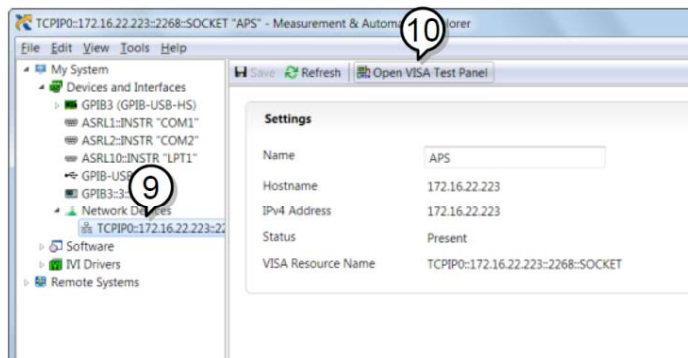 TCPIP0::172.16.22.223::2268::SOCKET "APS" - Measurement & Automa
10
File Edit View Tools Help
My System
Devices and Interfaces
GPIB3 (GPIB-USB-HS)
ASRL1::INSTR "COM1"
ASRL2::INSTR "COM2"
ASRL10::INSTR "LPT1"
GPIB-US
GPIB3::3::
9
Network
TCPIP0::172.16.22.223::22
Software
IVI Drivers
Remote Systems
Save Refresh Open VISA Test Panel
Settings
Name APS
Hostname 172.16.22.223
IPv4 Address 172.16.22.223
Status Present
VISA Resource Name TCPIP0::172.16.22.223::2268::SOCKET